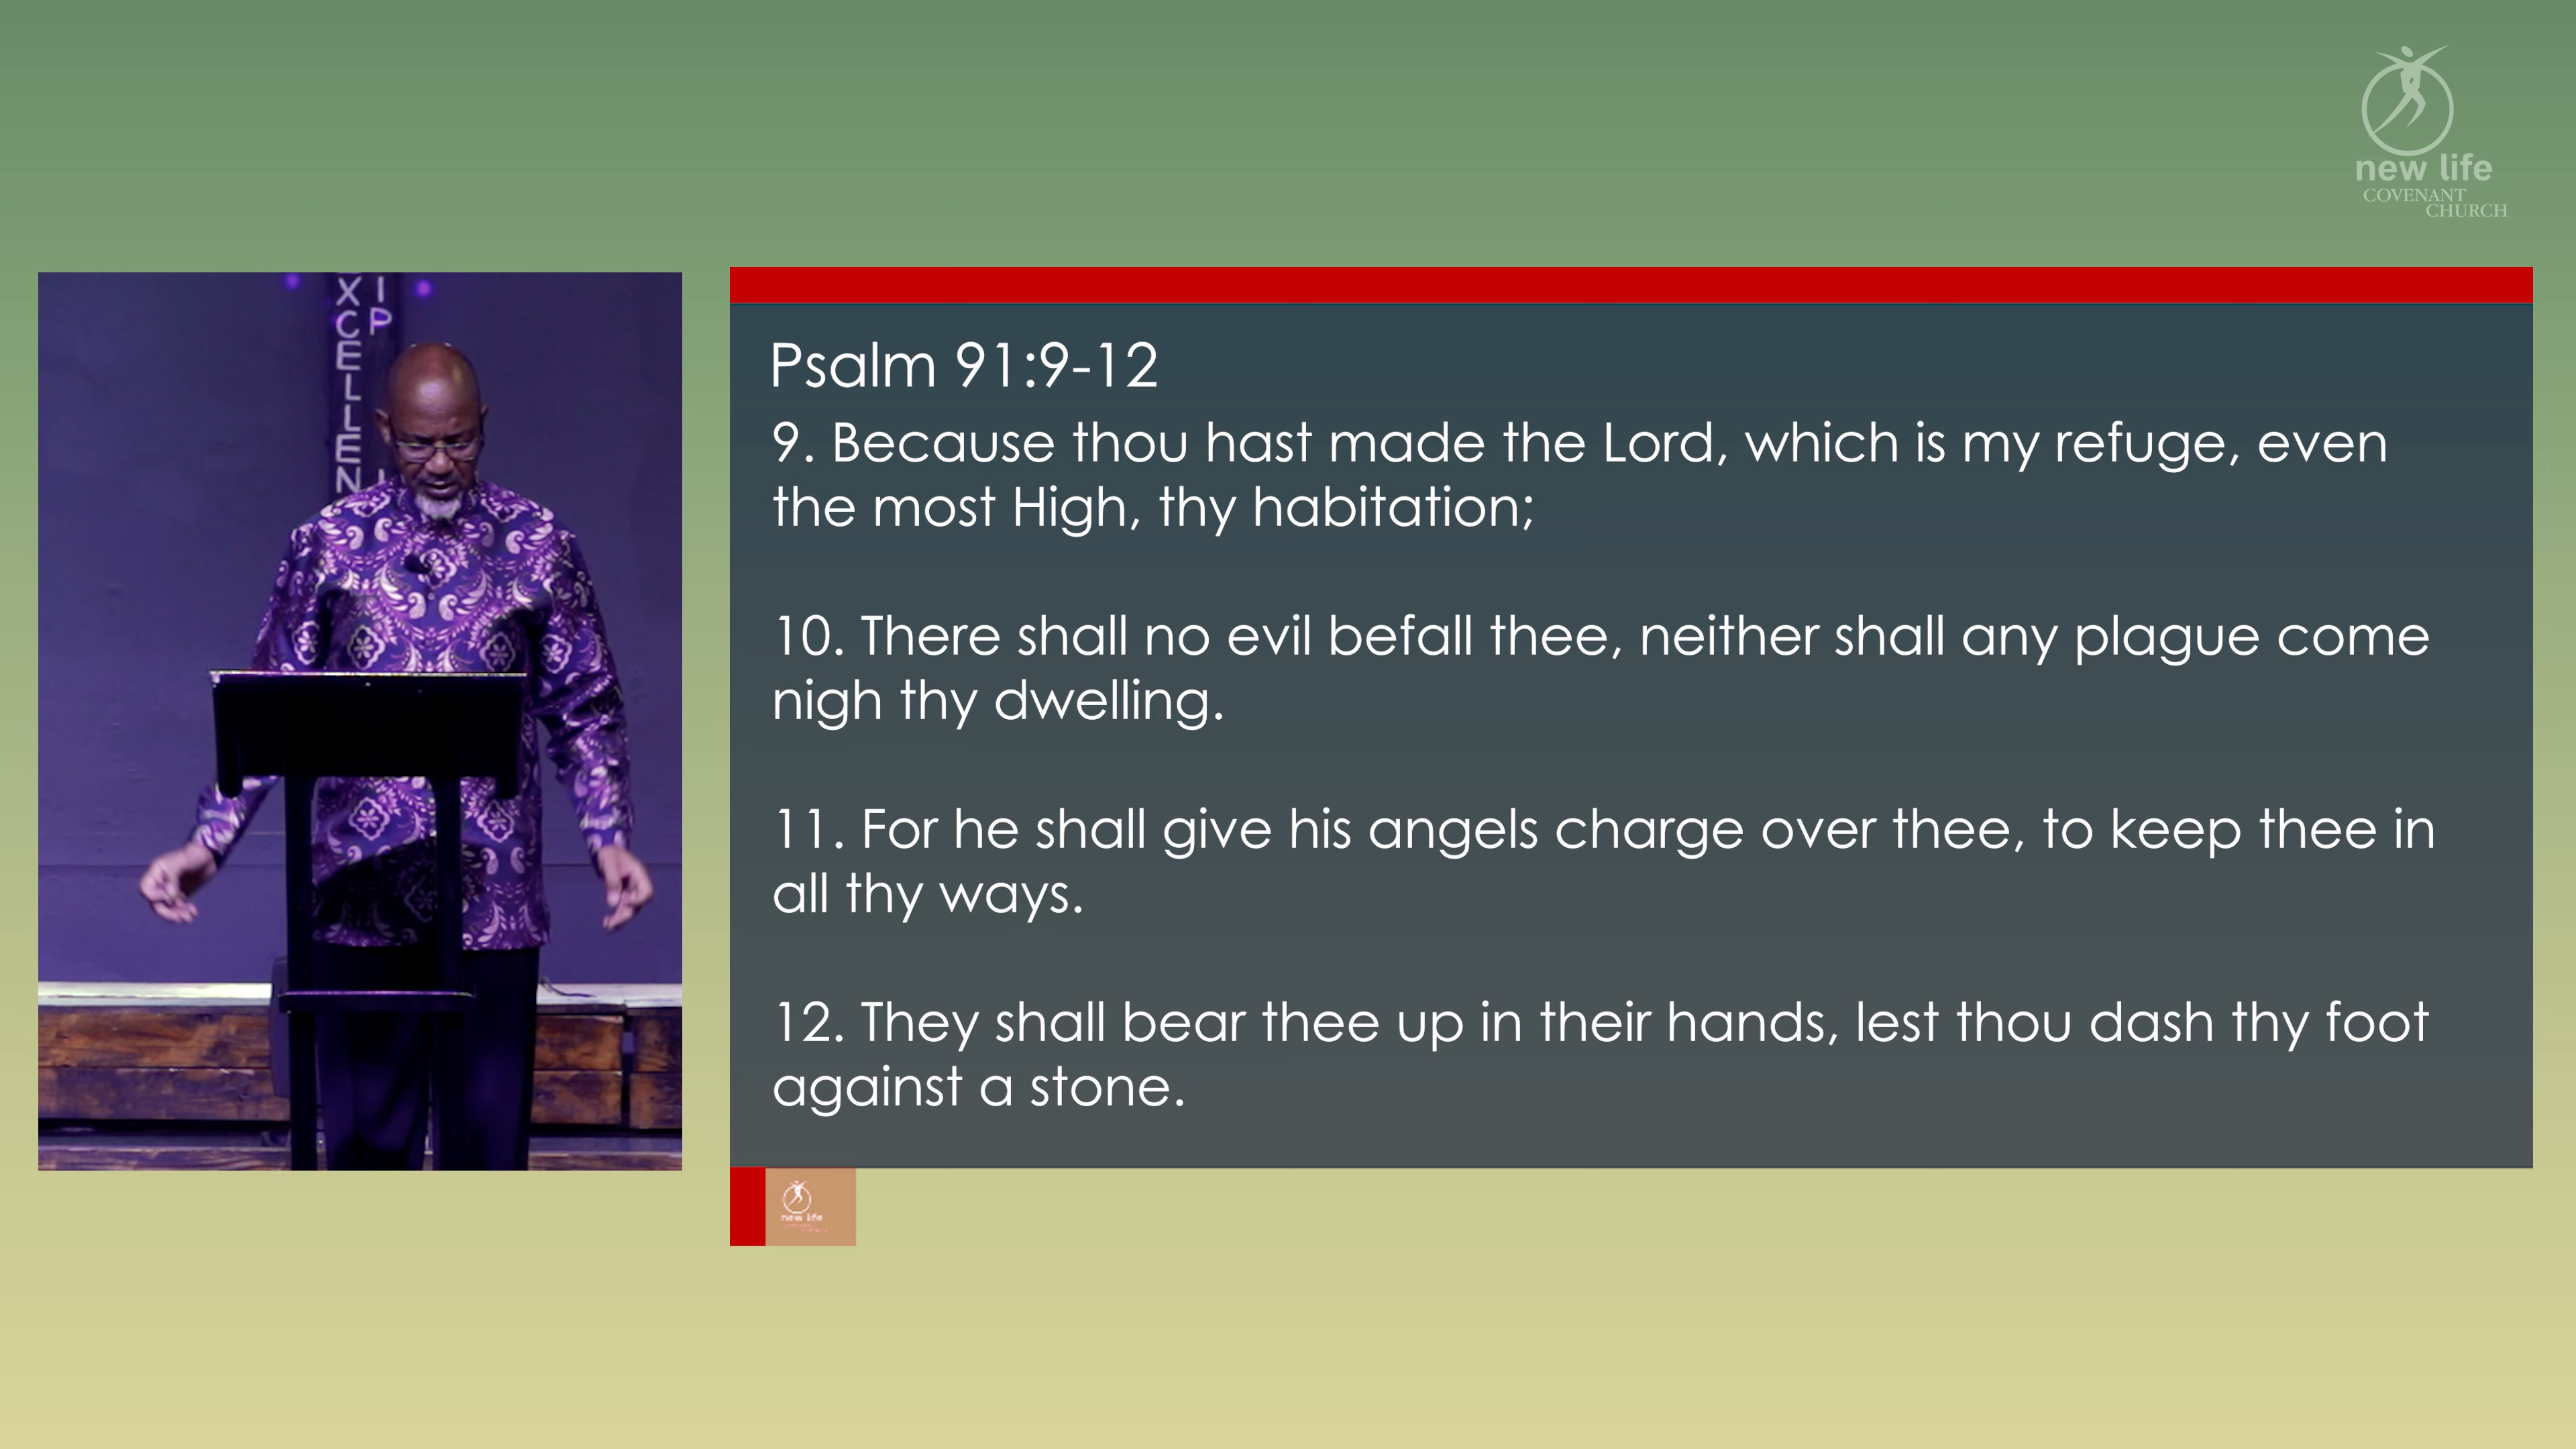 new life
COVENANT
CHURCH
X I
C P
E
L
L
E
N
Psalm 91:9-12
9. Because thou hast made the Lord, which is my refuge, even
the most High, thy habitation;
10. There shall no evil befall thee, neither shall any plague come
nigh thy dwelling.
11. For he shall give his angels charge over thee, to keep thee in
all thy ways.
12. They shall bear thee up in their hands, lest thou dash thy foot
against a stone.
new life